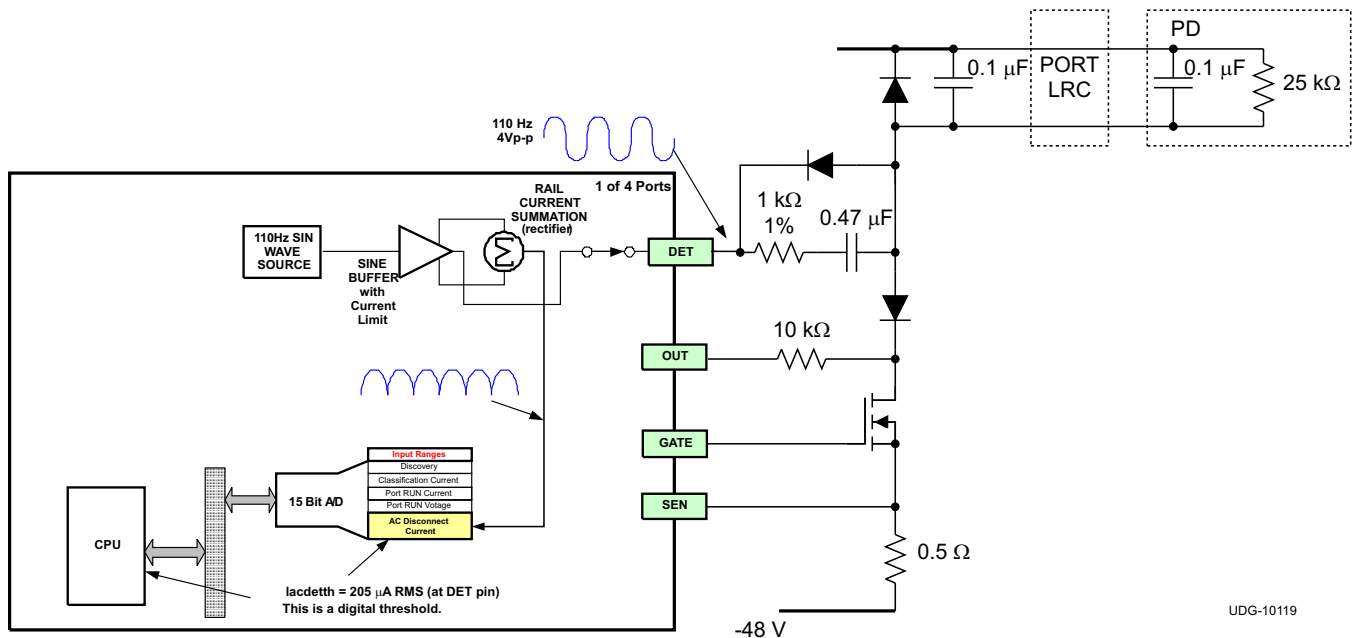 PD
0.1 μF
PORT
LRC
0.1 μF
25 kΩ
110 Hz
4Vp-p
1 of 4 Ports
RAIL
CURRENT
SUMMATION
(rectifier)
1 kΩ
1%
0.47 μF
110Hz SIN
WAVE
SOURCE
Σ
DET
SINE
BUFFER
with
Current
Limit
10 kΩ
OUT
GATE
Input Ranges
Discovery
Classification Current
Port RUN Current
Port RUN Votage
AC Disconnect
Current
15 Bit A/D
SEN
CPU
0.5 Ω
Iacdetth = 205 μA RMS (at DET pin)
This is a digital threshold.
-48 V
UDG-10119